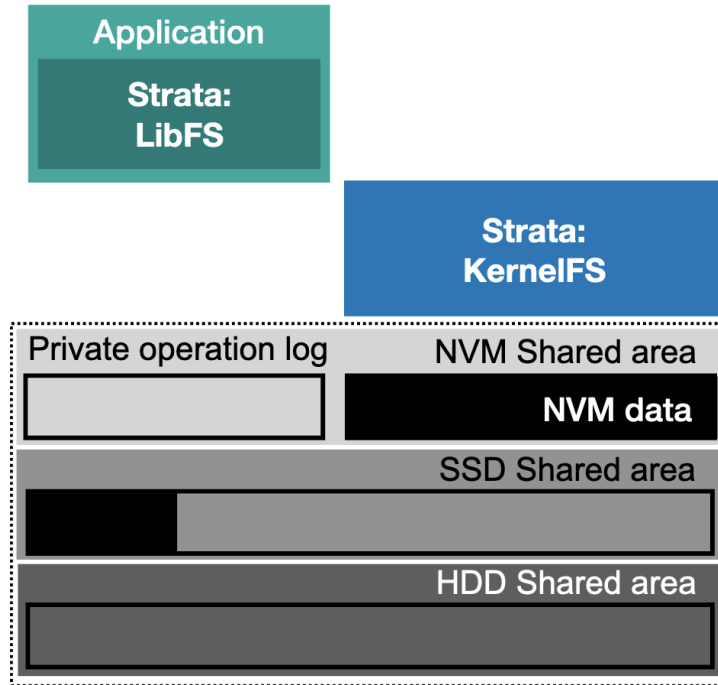 Application
Strata:
LibFS
Strata:
KernelFS
Private operation log
NVM Shared area
NVM data
SSD Shared area
HDD Shared area